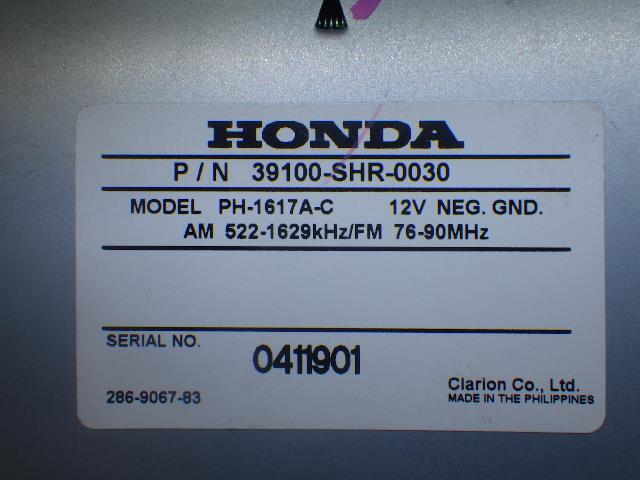 HONDA
P / N 39100-SHR-0030
MODEL PH-1617A-C 12V NEG. GND.
AM 522-1629kHz/FM 76-90MHz
SERIAL NO.
0411901
286-9067-83
Clarion Co., Ltd.
MADE IN THE PHILIPPINES